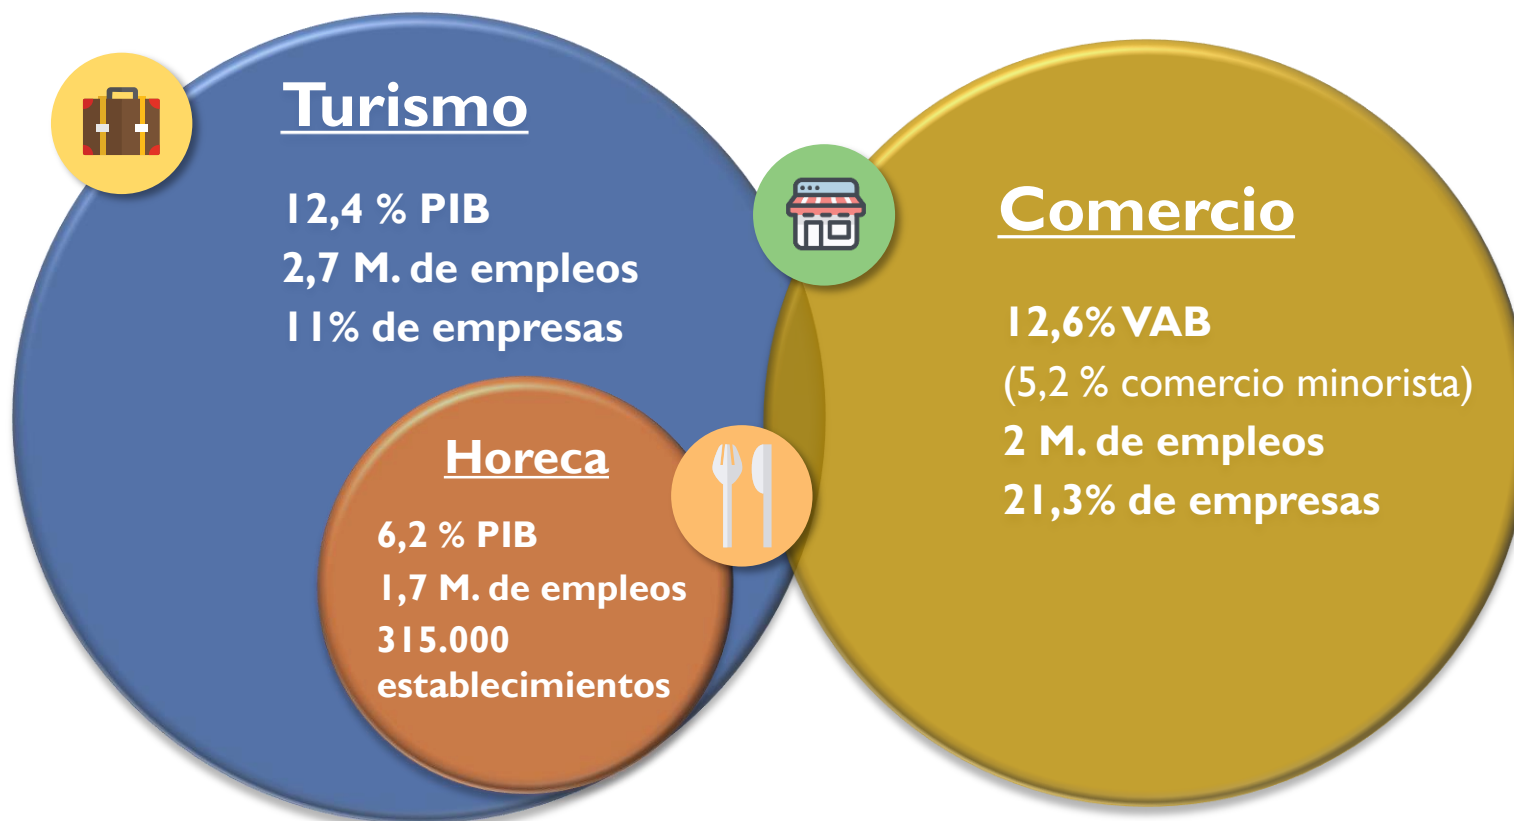 Turismo
12,4 % PIB
2,7 M. de empleos
11% de empresas
Horeca
6,2 % PIB
1,7 M. de empleos
315.000
establecimientos
Comercio
12,6% VAB
(5,2 % comercio minorista)
2 M. de empleos
21,3% de empresas